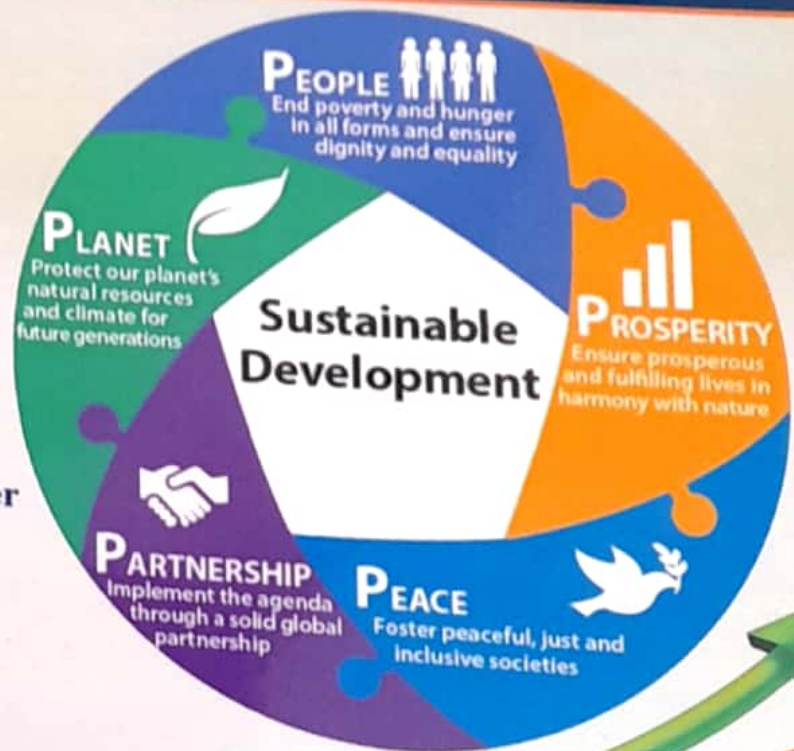 PEOPLE
End poverty and hunger
in all forms and ensure
dignity and equality
PROSPERITY
Ensure prosperous
and fulfilling lives in
harmony with nature
PEACE
Foster peaceful, just and
inclusive societies
PARTNERSHIP
Implement the agenda
through a solid global
partnership
PLANET
Protect our planet's
natural resources
and climate for
future generations
Sustainable
Development
er